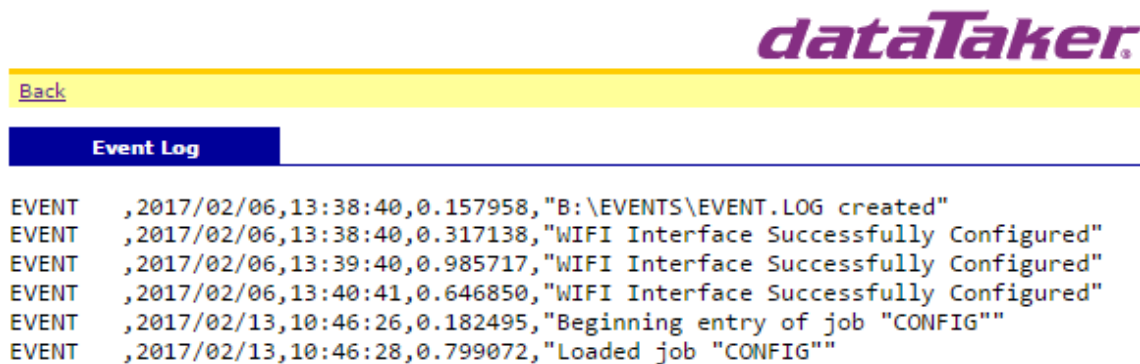 dataTaker
Back
Event Log
EVENT    ,2017/02/06,13:38:40,0.157958,"B:\EVENTS\EVENT.LOG created"
EVENT    ,2017/02/06,13:38:40,0.317138,"WIFI Interface Successfully Configured"
EVENT    ,2017/02/06,13:39:40,0.985717,"WIFI Interface Successfully Configured"
EVENT    ,2017/02/06,13:40:41,0.646850,"WIFI Interface Successfully Configured"
EVENT    ,2017/02/13,10:46:26,0.182495,"Beginning entry of job "CONFIG""
EVENT    ,2017/02/13,10:46:28,0.799072,"Loaded job "CONFIG""